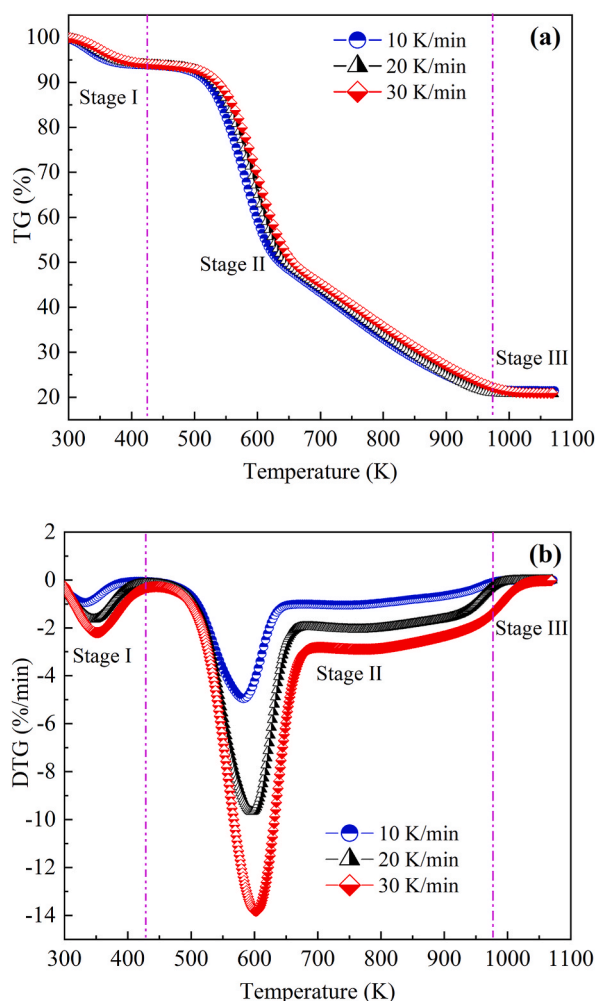 (a)
10 K/min
20 K/min
30 K/min
Stage I
Stage II
Stage III
TG (%)
100
90
80
70
60
50
40
30
20
300 400 500 600 700 800 900 1000 1100
Temperature (K)
(b)
Stage I
Stage II
Stage III
10 K/min
20 K/min
30 K/min
DTG (%/min)
2
0
-2
-4
-6
-8
-10
-12
-14
300 400 500 600 700 800 900 1000 1100
Temperature (K)